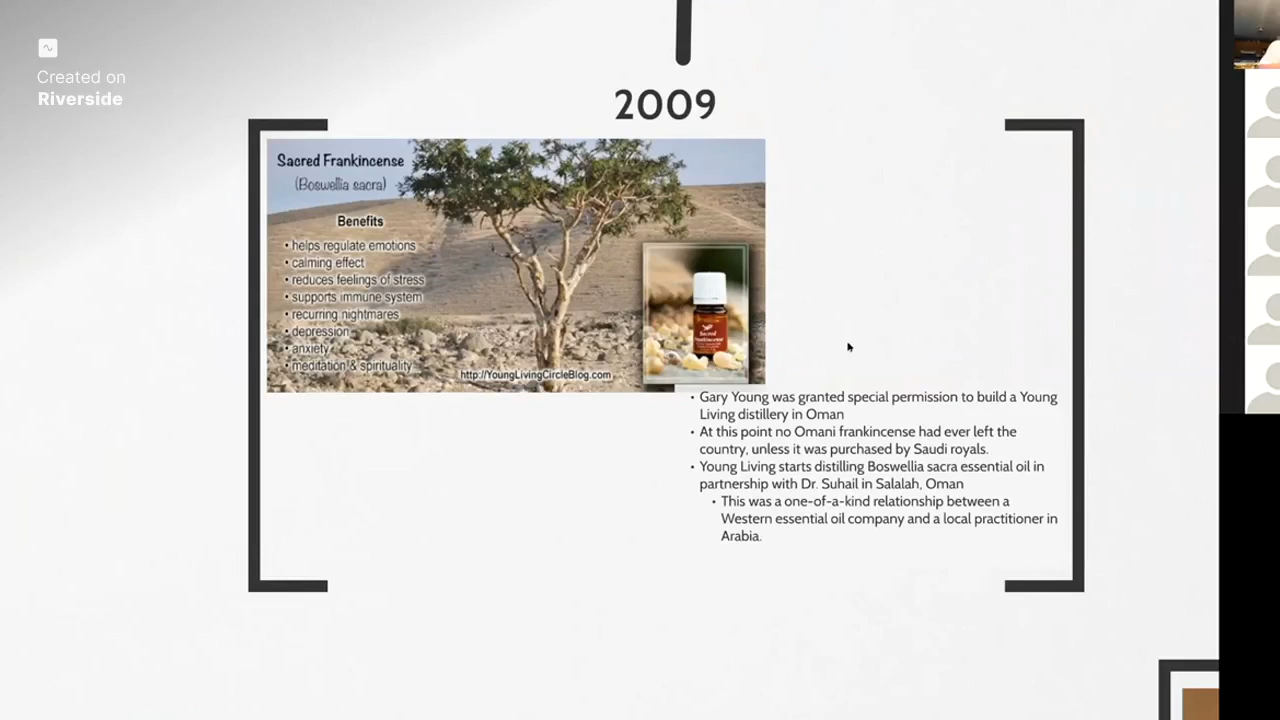 Created on
Riverside
2009
Sacred Frankincense
(Boswellia sacra)
Benefits
• helps regulate emotions
• calming effect
• reduces feelings of stress
• supports immune system
• recurring nightmares
• depression
• anxiety
• meditation & spirituality
http://YoungLivingCircleBlog.com
Sacred
Frankincense
• Gary Young was granted special permission to build a Young
Living distillery in Oman
• At this point no Omani frankincense had ever left the
country, unless it was purchased by Saudi royals.
• Young Living starts distilling Boswellia sacra essential oil in
partnership with Dr. Suhail in Salalah, Oman
• This was a one-of-a-kind relationship between a
Western essential oil company and a local practitioner in
Arabia.